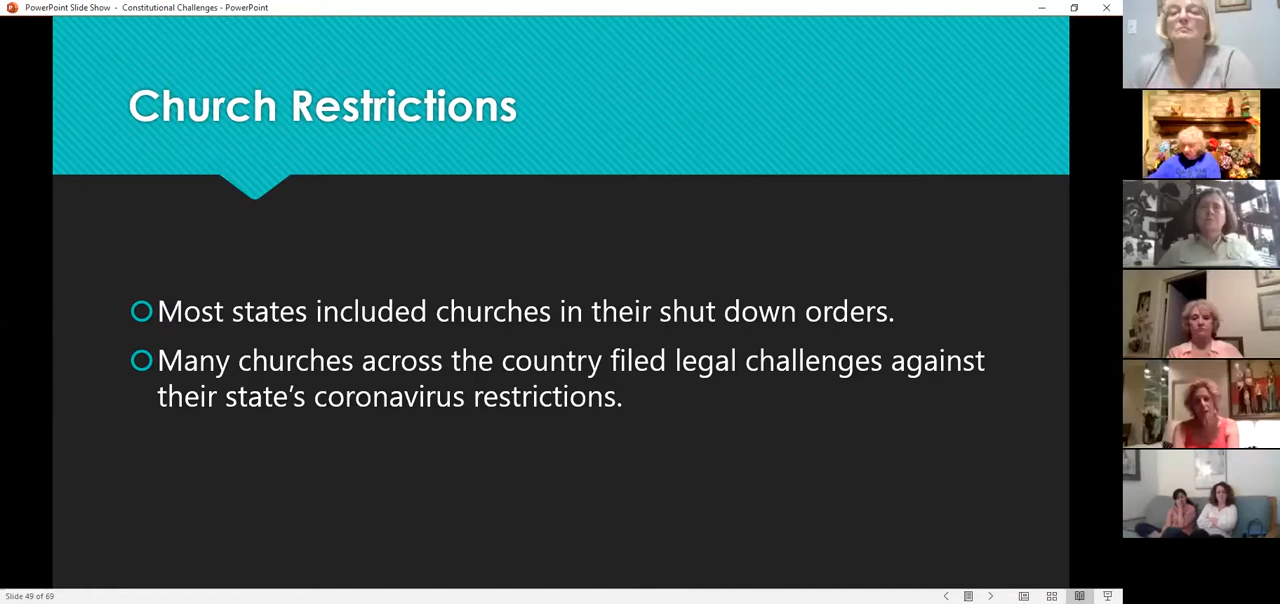 PowerPoint Slide Show - Constitutional Challenges - PowerPoint
Church Restrictions
Most states included churches in their shut down orders.
Many churches across the country filed legal challenges against
their state's coronavirus restrictions.
Slide 49 of 69